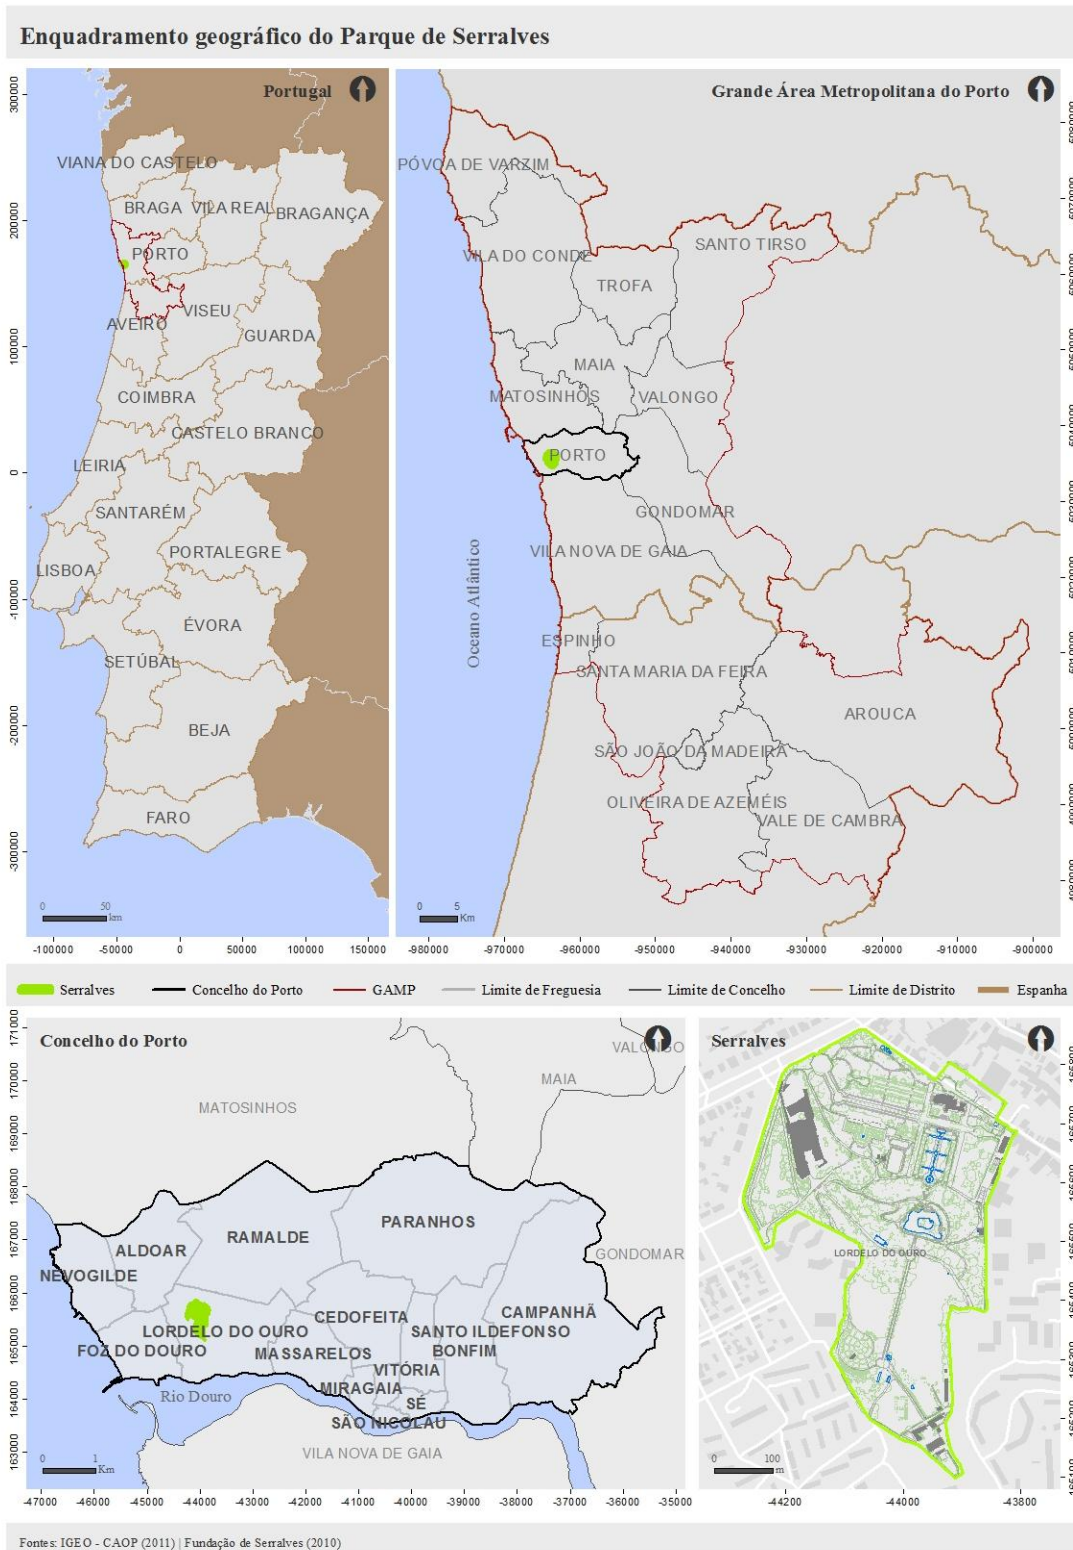 Enquadramento geográfico do Parque de Serralves
Portugal
300000
200000
100000
0
-100000
-200000
-300000
VIANA DO CASTELO
BRAGA
VILA REAL
BRAGANÇA
PORTO
VISEU
AVEIRO
GUARDA
COIMBRA
CASTELO BRANCO
LEIRIA
SANTARÉM
PORTALEGRE
LISBOA
ÉVORA
SETÚBAL
BEJA
FARO
0 50
km
-100000 -50000 0 50000 100000 150000
Grande Área Metropolitana do Porto
PÓVOA DE VARZIM
SANTO TIRSO
VILA DO CONDE
TROFA
MAIA
MATOSINHOS
VALONGO
PORTO
GONDOMAR
VILA NOVA DE GAIA
Oceano Atlântico
ESPINHO
SANTA MARIA DA FEIRA
AROUCA
SÃO JOÃO DA MADEIRA
OLIVEIRA DE AZEMÉIS
VALE DE CAMBRA
0 5
Km
-980000 -970000 -960000 -950000 -940000 -930000 -920000 -910000 -900000
Serralves
Concelho do Porto
GAMP
Limite de Freguesia
Limite de Concelho
Limite de Distrito
Espanha
Concelho do Porto
171000
170000
169000
168000
167000
166000
165000
164000
163000
VALONGO
MAIA
MATOSINHOS
PARANHOS
RAMALDE
ALDOAR
GONDOMAR
NEVOGILDE
CAMPANHÃ
CEDOFEITA
LORDELO DO OURO
SANTO ILDEFONSO
FOZ DO DOURO
MASSARELOS
BONFIM
VITÓRIA
MIRAGAIA
Rio Douro
SÉ
SÃO NICOLAU
VILA NOVA DE GAIA
0 1
Km
-47000 -46000 -45000 -44000 -43000 -42000 -41000 -40000 -39000 -38000 -37000 -36000 -35000
Serralves
LORDELO DO OURO
0 100
m
-44200 -44000 -43800
Fontes: IGEO - CAOP (2011) | Fundação de Serralves (2010)